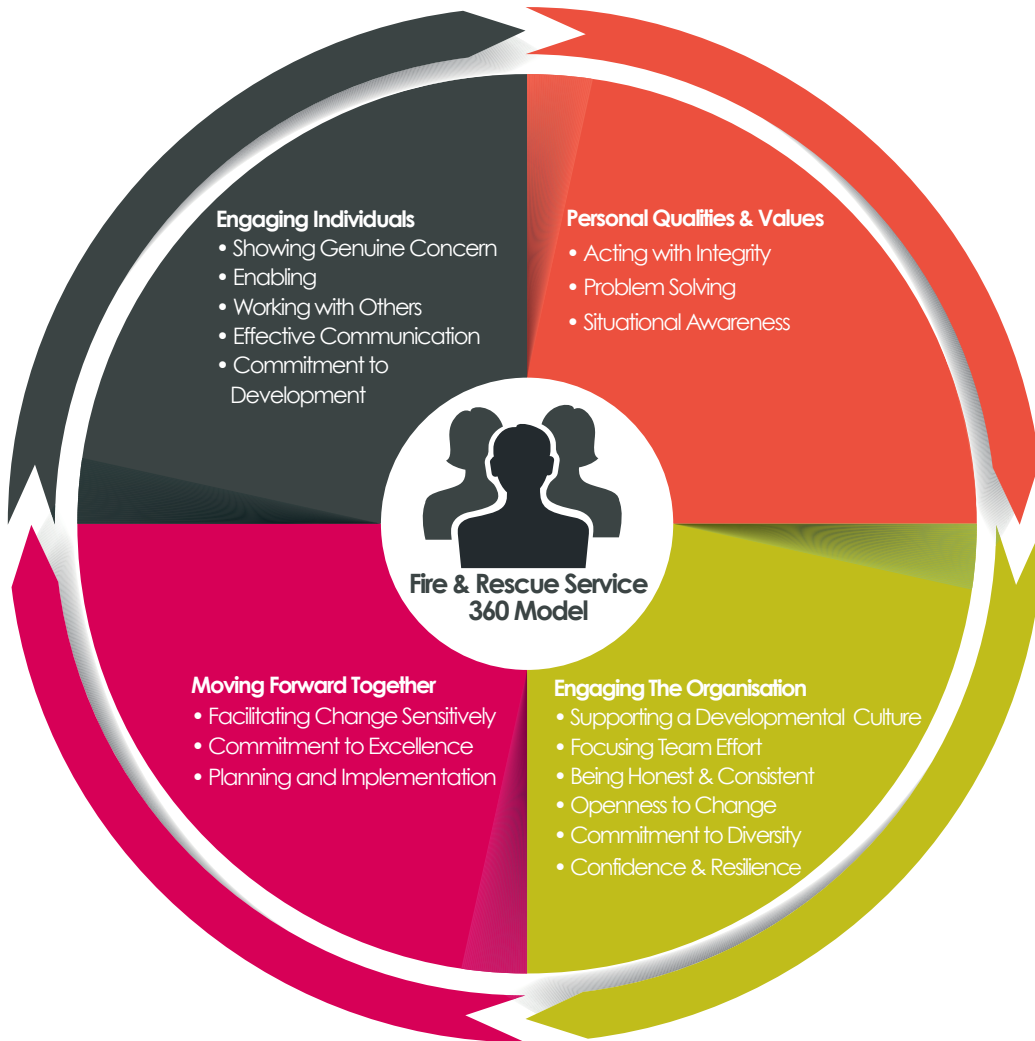 Engaging Individuals
• Showing Genuine Concern
• Enabling
• Working with Others
• Effective Communication
• Commitment to
Development
Personal Qualities & Values
• Acting with Integrity
• Problem Solving
• Situational Awareness
Fire & Rescue Service
360 Model
Moving Forward Together
• Facilitating Change Sensitively
• Commitment to Excellence
• Planning and Implementation
Engaging The Organisation
• Supporting a Developmental Culture
• Focusing Team Effort
• Being Honest & Consistent
• Openness to Change
• Commitment to Diversity
• Confidence & Resilience